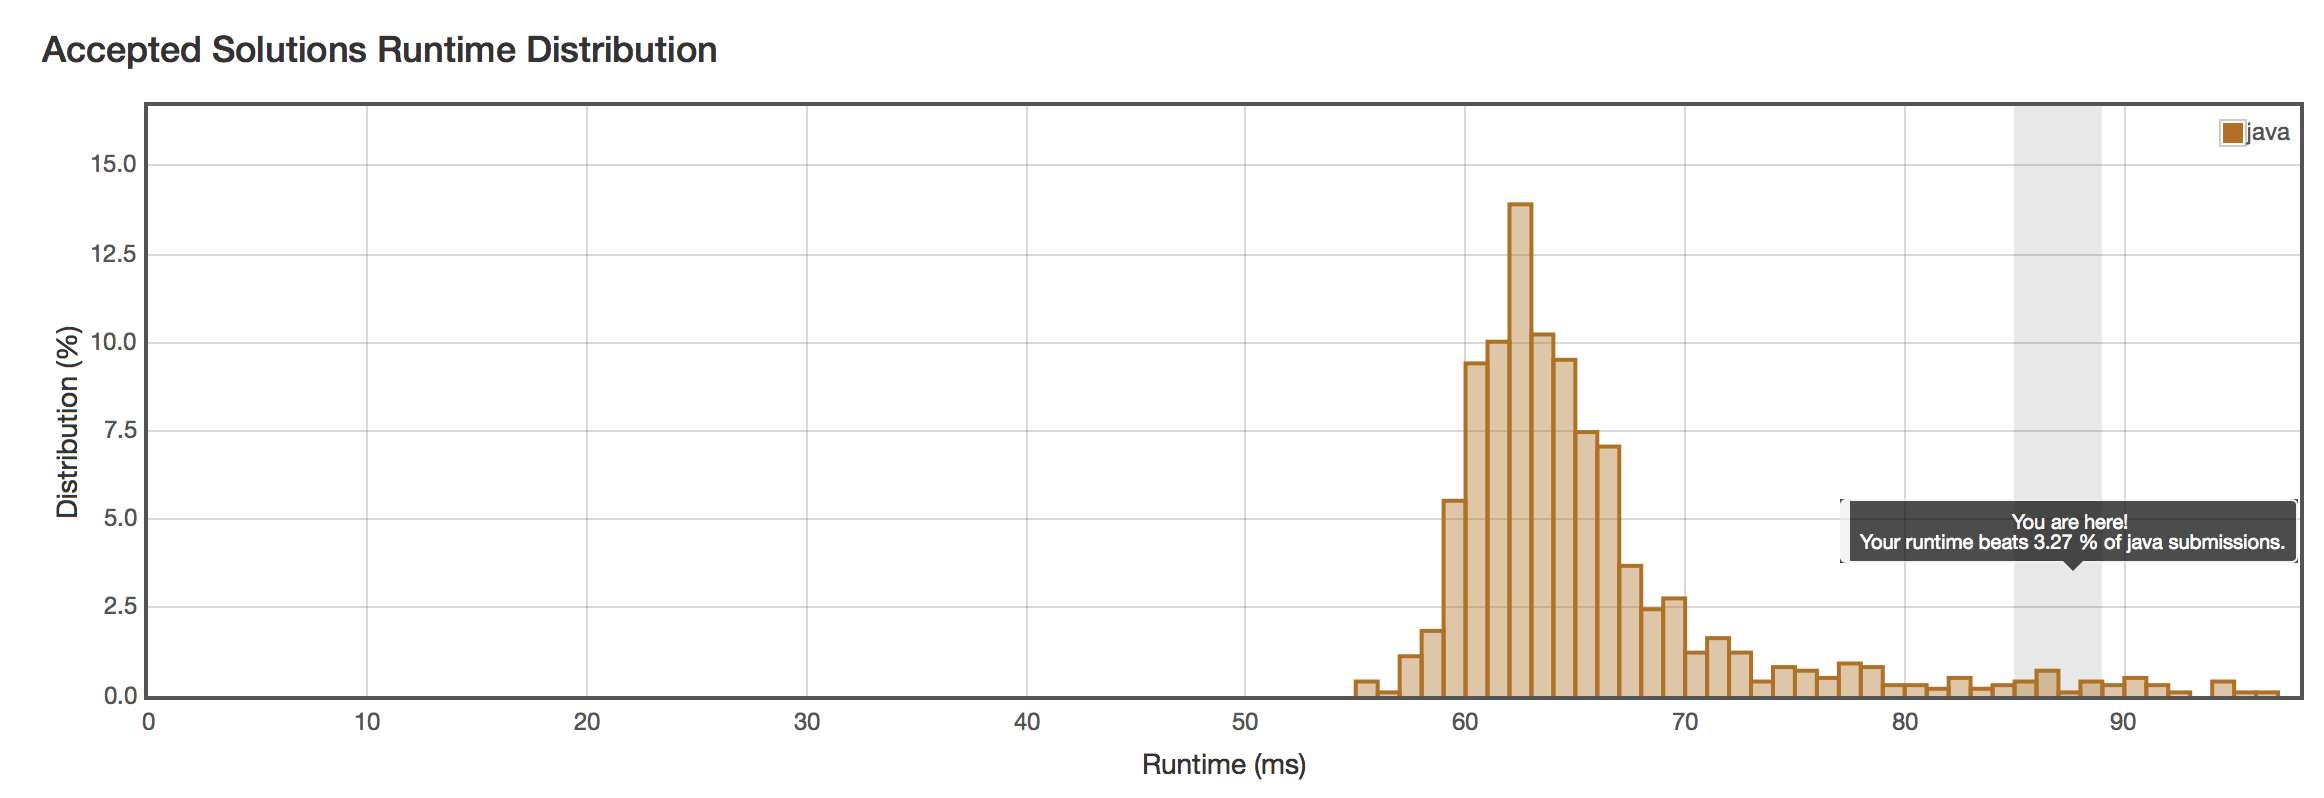 Accepted Solutions Runtime Distribution
java
15.0
12.5
10.0
7.5
5.0
2.5
0.0
Distribution (%)
You are here!
Your runtime beats 3.27 % of java submissions.
0 10 20 30 40 50 60 70 80 90
Runtime (ms)